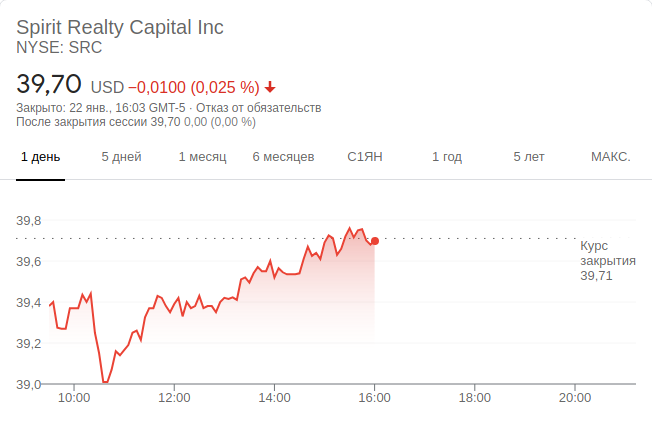 Spirit Realty Capital Inc
NYSE: SRC
39,70 USD −0,0100 (0,025 %)
Закрыто: 22 янв., 16:03 GMT-5 · Отказ от обязательств
После закрытия сессии 39,70 0,00 (0,00 %)
1 день 5 дней 1 месяц 6 месяцев С1ЯН 1 год 5 лет МАКС.
39,8
Курс
закрытия
39,71
39,6
39,4
39,2
39,0
10:00 12:00 14:00 16:00 18:00 20:00